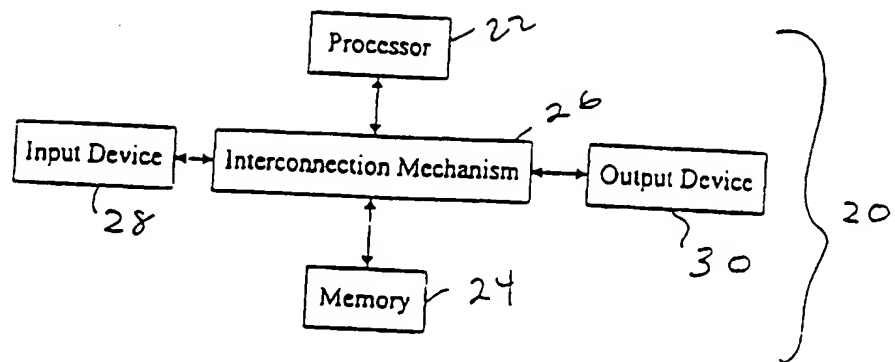 Processor 22
26
Input Device Interconnection Mechanism Output Device
28 30 20
Memory 24